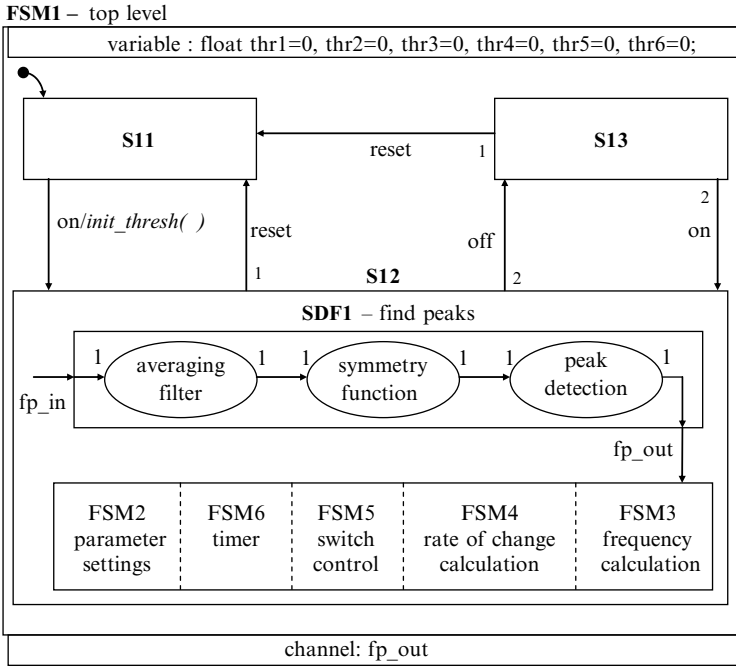 FSM1 – top level
variable : float thr1=0, thr2=0, thr3=0, thr4=0, thr5=0, thr6=0;
S11
S13
reset
1
2
on/init_thresh( )
reset
off
on
1
S12
2
SDF1 – find peaks
1
averaging
filter
1
1
symmetry
function
1
1
peak
detection
1
fp_in
fp_out
FSM2
parameter
settings
FSM6
timer
FSM5
switch
control
FSM4
rate of change
calculation
FSM3
frequency
calculation
channel: fp_out